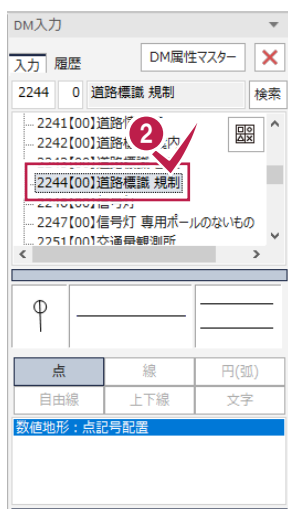 DM入力
入力 履歴 DM属性マスター
2244 0 道路標識 規制 検索
2241【00】道路
2242【00】道路 内
2
2244【00】道路標識 規制
2247【00】信号灯 専用ポールのないもの
2251【00】交通量観測所
点 線 円(弧)
自由線 上下線 文字
数値地形：点記号配置